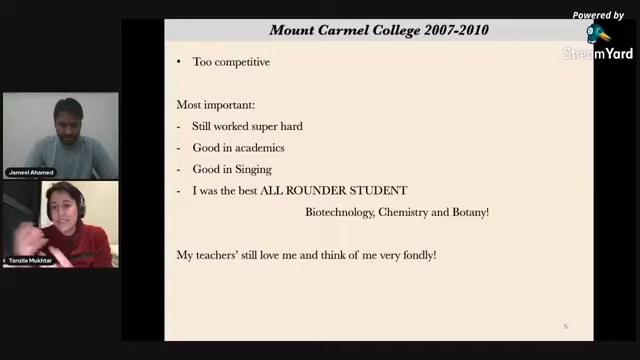 Powered by
StreamYard
Mount Carmel College 2007-2010
• Too competitive
Most important:
- Still worked super hard
- Good in academics
- Good in Singing
- I was the best ALL ROUNDER STUDENT
Biotechnology, Chemistry and Botany!
My teachers' still love me and think of me very fondly!
5
Jameel Ahamed
Tanzila Mukhtar